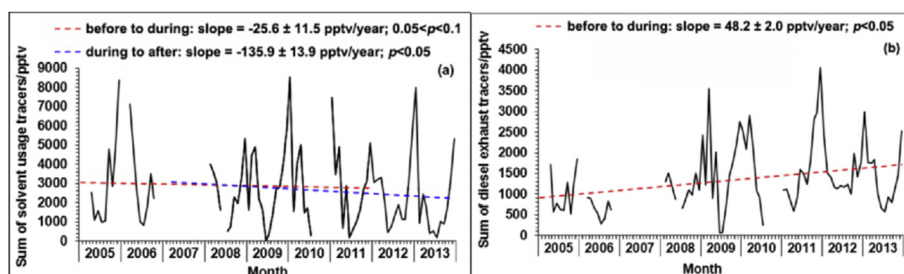 before to during: slope = -25.6 ± 11.5 pptv/year; 0.05<p<0.1
during to after: slope = -135.9 ± 13.9 pptv/year; p<0.05
(a)
Sum of solvent usage tracers/pptv
9000
8000
7000
6000
5000
4000
3000
2000
1000
0
2005 2006 2007 2008 2009 2010 2011 2012 2013
Month
before to during: slope = 48.2 ± 2.0 pptv/year; p<0.05
(b)
Sum of diesel exhaust tracers/pptv
4500
4000
3500
3000
2500
2000
1500
1000
500
0
2005 2006 2007 2008 2009 2010 2011 2012 2013
Month